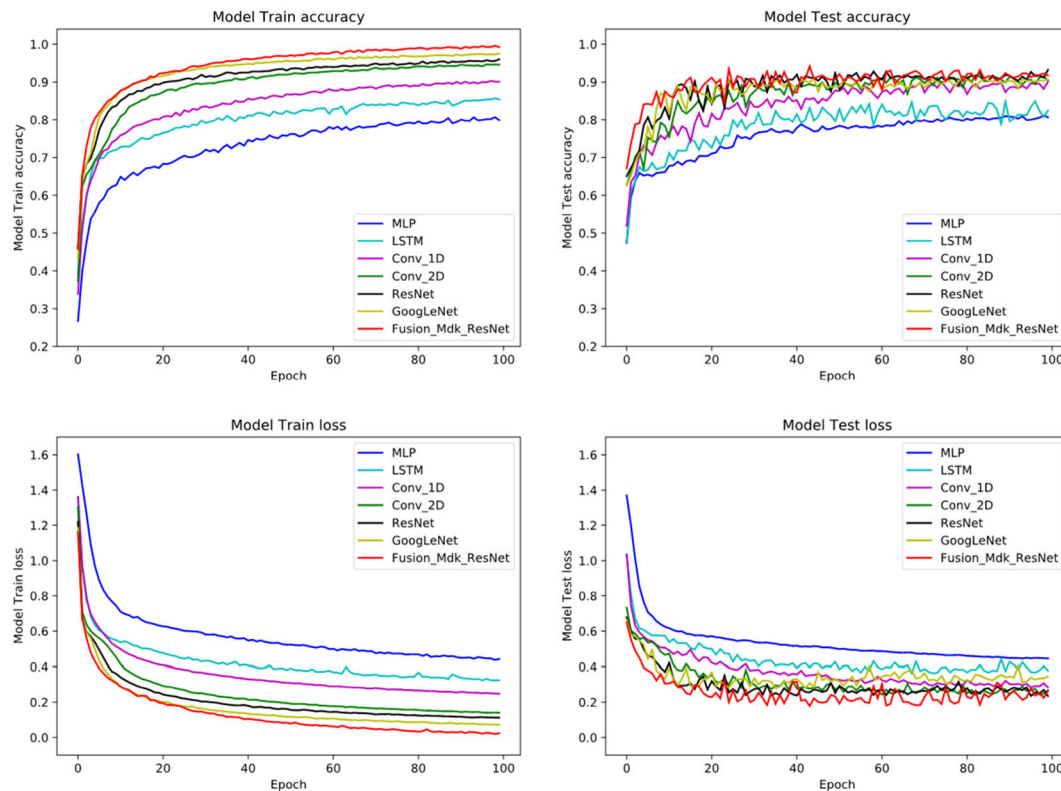 Model Train accuracy
Model Train accuracy
1.0
0.9
0.8
0.7
0.6
0.5
0.4
0.3
0.2
MLP
LSTM
Conv_1D
Conv_2D
ResNet
GoogLeNet
Fusion_Mdk_ResNet
0 20 40 60 80 100
Epoch
Model Test accuracy
Model Test accuracy
1.0
0.9
0.8
0.7
0.6
0.5
0.4
0.3
0.2
MLP
LSTM
Conv_1D
Conv_2D
ResNet
GoogLeNet
Fusion_Mdk_ResNet
0 20 40 60 80 100
Epoch
Model Train loss
Model Train loss
1.6
1.4
1.2
1.0
0.8
0.6
0.4
0.2
0.0
MLP
LSTM
Conv_1D
Conv_2D
ResNet
GoogLeNet
Fusion_Mdk_ResNet
0 20 40 60 80 100
Epoch
Model Test loss
Model Test loss
1.6
1.4
1.2
1.0
0.8
0.6
0.4
0.2
0.0
MLP
LSTM
Conv_1D
Conv_2D
ResNet
GoogLeNet
Fusion_Mdk_ResNet
0 20 40 60 80 100
Epoch